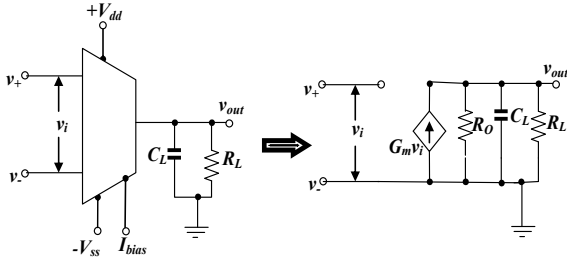 +Vdd
v+
vi
v-
vout
CL
RL
-Vss
Ibias
v+
vi
v-
Gmvi
RO
CL
RL
vout